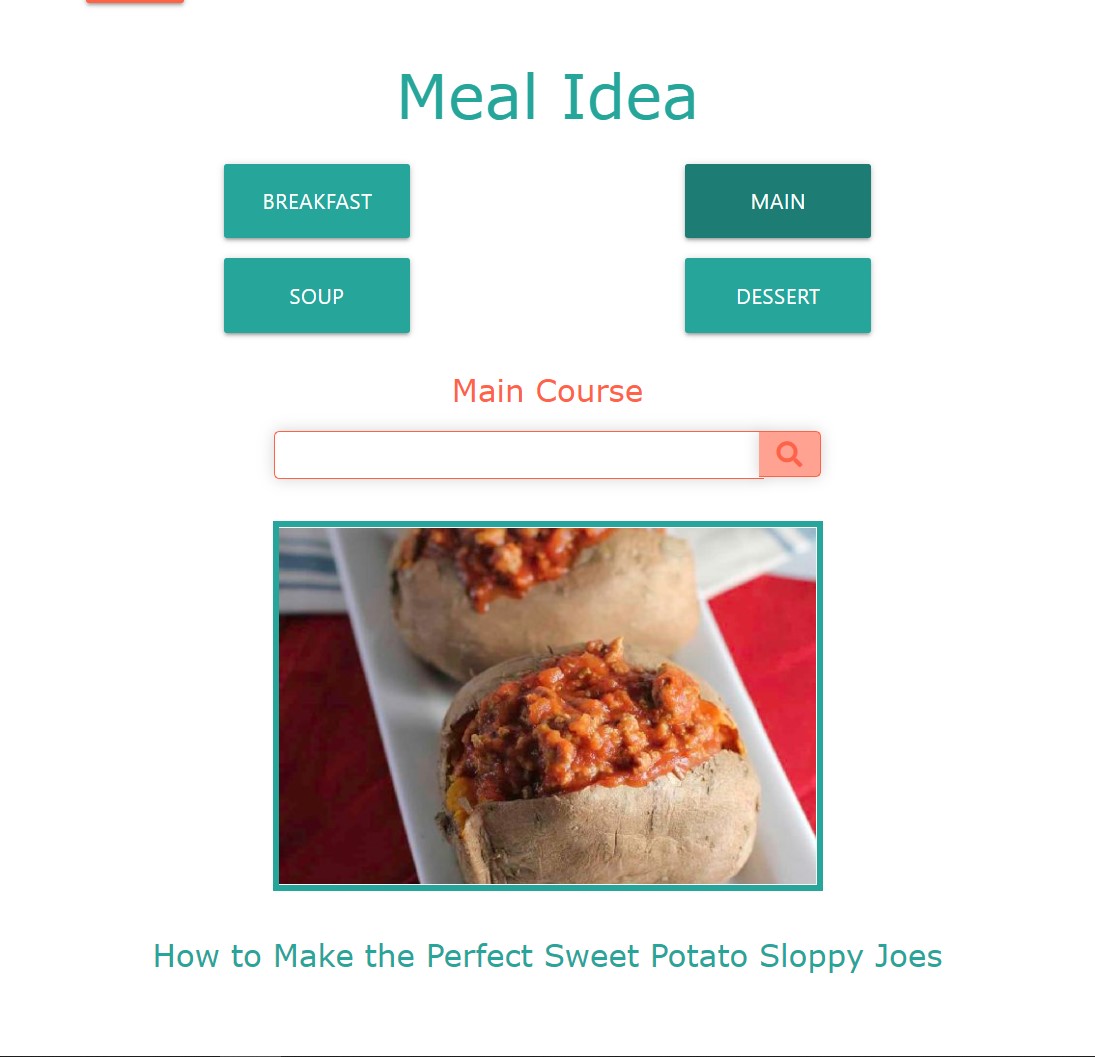 Meal Idea
BREAKFAST
MAIN
SOUP
DESSERT
Main Course
How to Make the Perfect Sweet Potato Sloppy Joes